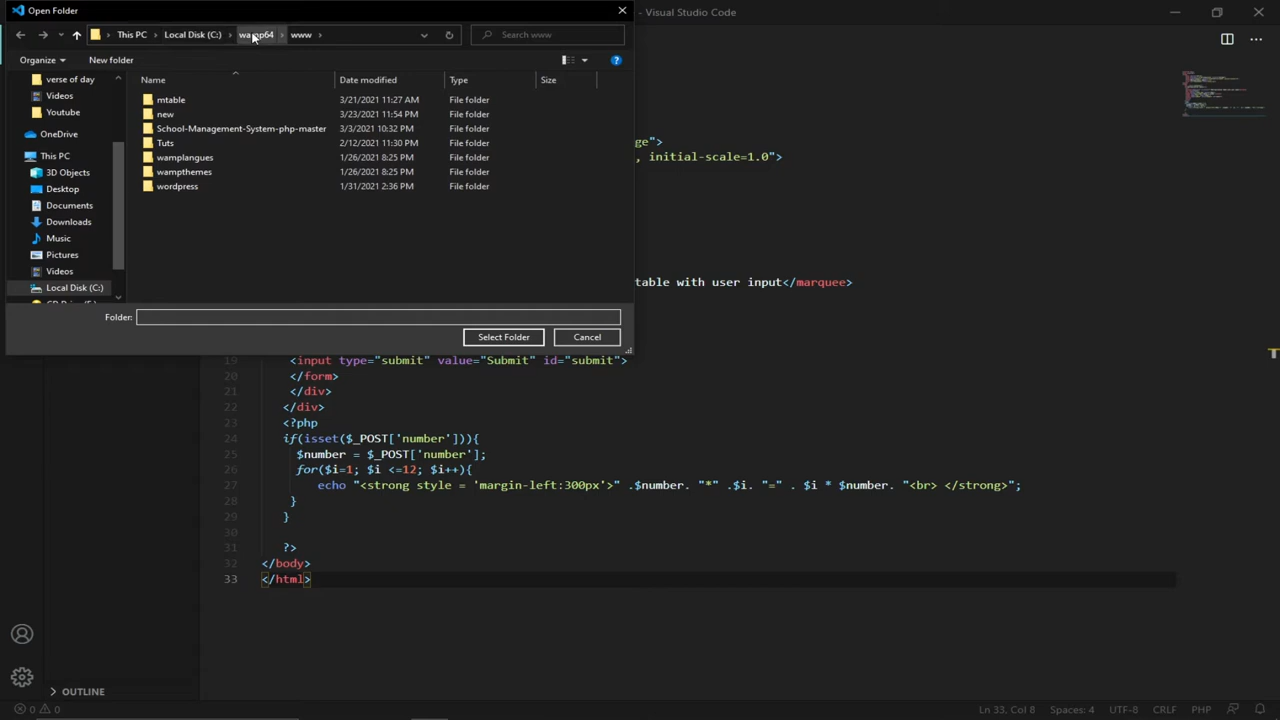 Open Folder
- Visual Studio Code
This PC > Local Disk (C:) > wamp64 > www >
Search www
Organize
New folder
Name
Date modified
Type
Size
verse of day
Videos
Youtube
OneDrive
This PC
3D Objects
Desktop
Documents
Downloads
Music
Pictures
Videos
Local Disk (C:)
mtable 3/21/2021 11:27 AM File folder
new 3/23/2021 11:54 PM File folder
School-Management-System-php-master 3/3/2021 10:32 PM File folder
Tuts 2/12/2021 11:30 PM File folder
wamplangues 1/26/2021 8:25 PM File folder
wampthemes 1/26/2021 8:25 PM File folder
wordpress 1/31/2021 2:36 PM File folder
Folder:
Select Folder
Cancel
ge">
, initial-scale=1.0">
table with user input</marquee>
19 <input type="submit" value="Submit" id="submit">
20 </form>
21 </div>
22 </div>
23 <?php
24 if(isset($_POST['number'])){
25 $number = $_POST['number'];
26 for($i=1; $i <=12; $i++){
27 echo "<strong style = 'margin-left:300px'>" .$number. "*" .$i. "=" . $i * $number. "<br> </strong>";
28 }
29 }
30
31 ?>
32 </body>
33 </html>
OUTLINE
0 0
Ln 33, Col 8
Spaces: 4
UTF-8
CRLF
PHP